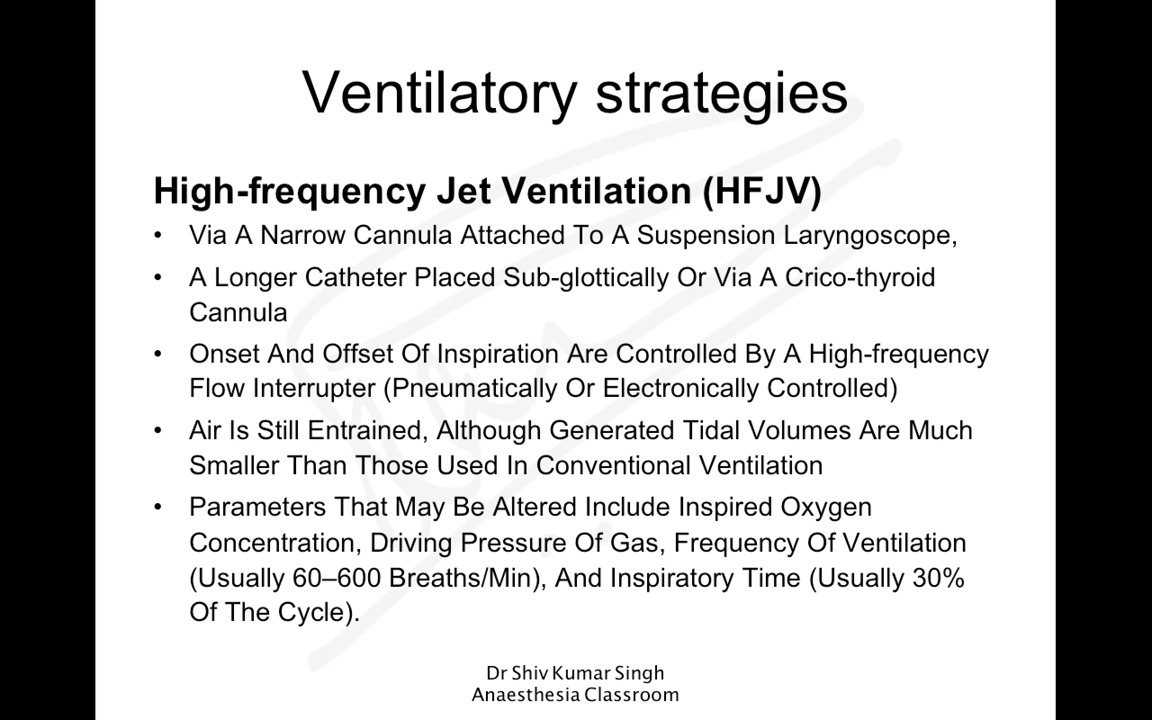 Ventilatory strategies
High-frequency Jet Ventilation (HFJV)
• Via A Narrow Cannula Attached To A Suspension Laryngoscope,
• A Longer Catheter Placed Sub-glottically Or Via A Crico-thyroid
Cannula
• Onset And Offset Of Inspiration Are Controlled By A High-frequency
Flow Interrupter (Pneumatically Or Electronically Controlled)
• Air Is Still Entrained, Although Generated Tidal Volumes Are Much
Smaller Than Those Used In Conventional Ventilation
• Parameters That May Be Altered Include Inspired Oxygen
Concentration, Driving Pressure Of Gas, Frequency Of Ventilation
(Usually 60–600 Breaths/Min), And Inspiratory Time (Usually 30%
Of The Cycle).
Dr Shiv Kumar Singh
Anaesthesia Classroom